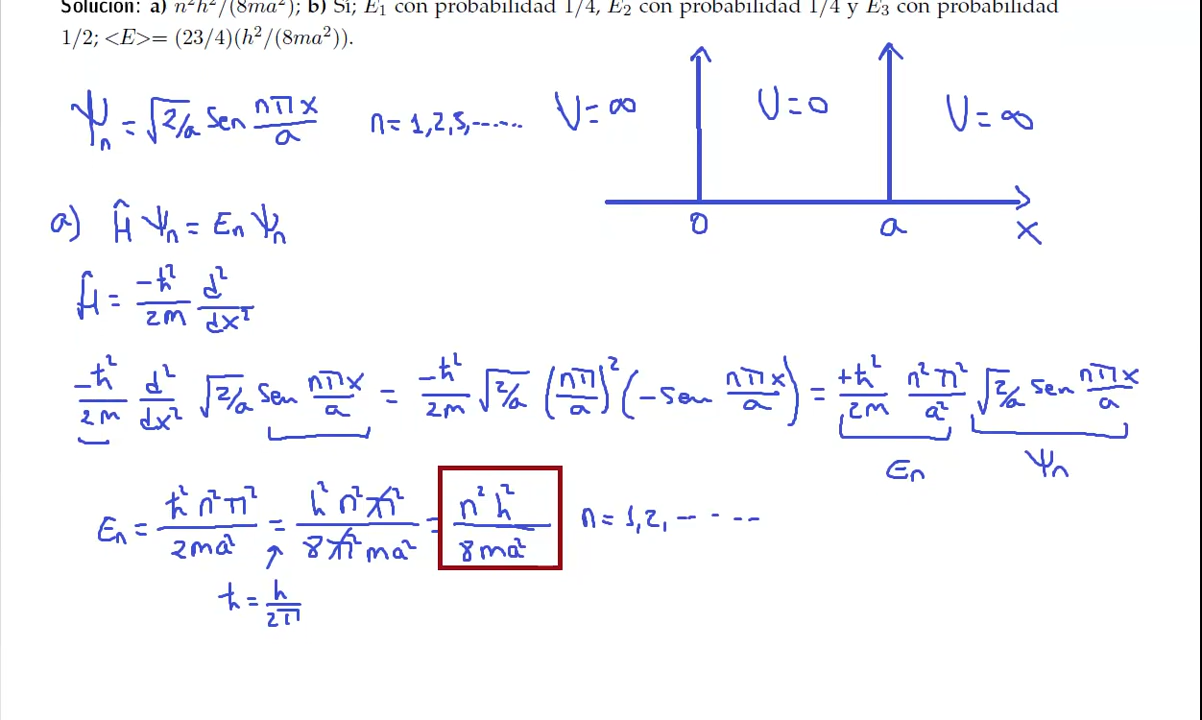 Solución: a) n²h²/(8ma²); b) Sí; E₁ con probabilidad 1/4, E₂ con probabilidad 1/4 y E₃ con probabilidad
1/2; <E>= (23/4)(h²/(8ma²)).
Ψₙ = √2/a Sen nπx/a n= 1,2,3,-----..
V=∞ V=0 V=∞
0 a x
a) Ĥ Ψₙ = Eₙ Ψₙ
Ĥ = -ħ²/2m d²/dx²
-ħ²/2m d²/dx² √2/a Sen nπx/a = -ħ²/2m √2/a (nπ/a)² (- Sen nπx/a) = +ħ²/2m n²π²/a² √2/a Sen nπx/a
Eₙ Ψₙ
Eₙ = ħ²n²π²/2ma² = h²n²π²/8π²ma² = n²h²/8ma² n= 1,2,- - - --
ħ = h/2π